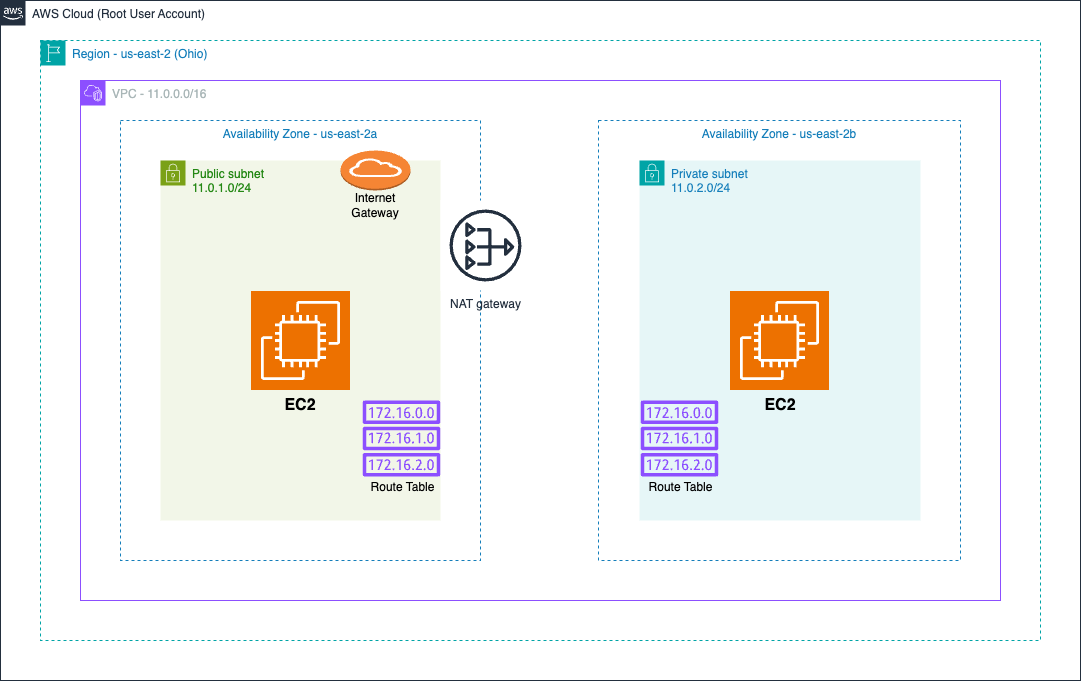 aws
AWS Cloud (Root User Account)
Region - us-east-2 (Ohio)
VPC - 11.0.0.0/16
Availability Zone - us-east-2a
Public subnet
11.0.1.0/24
Internet
Gateway
NAT gateway
EC2
172.16.0.0
172.16.1.0
172.16.2.0
Route Table
Availability Zone - us-east-2b
Private subnet
11.0.2.0/24
EC2
172.16.0.0
172.16.1.0
172.16.2.0
Route Table